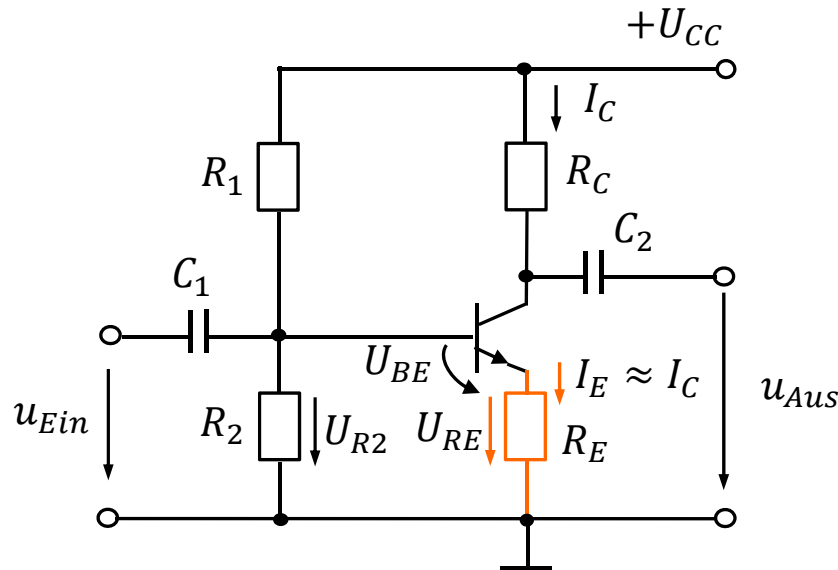 +U_CC
I_C
R_1
R_C
C_2
C_1
U_BE
I_E ≈ I_C
u_Ein
R_2
U_R2
U_RE
R_E
u_Aus